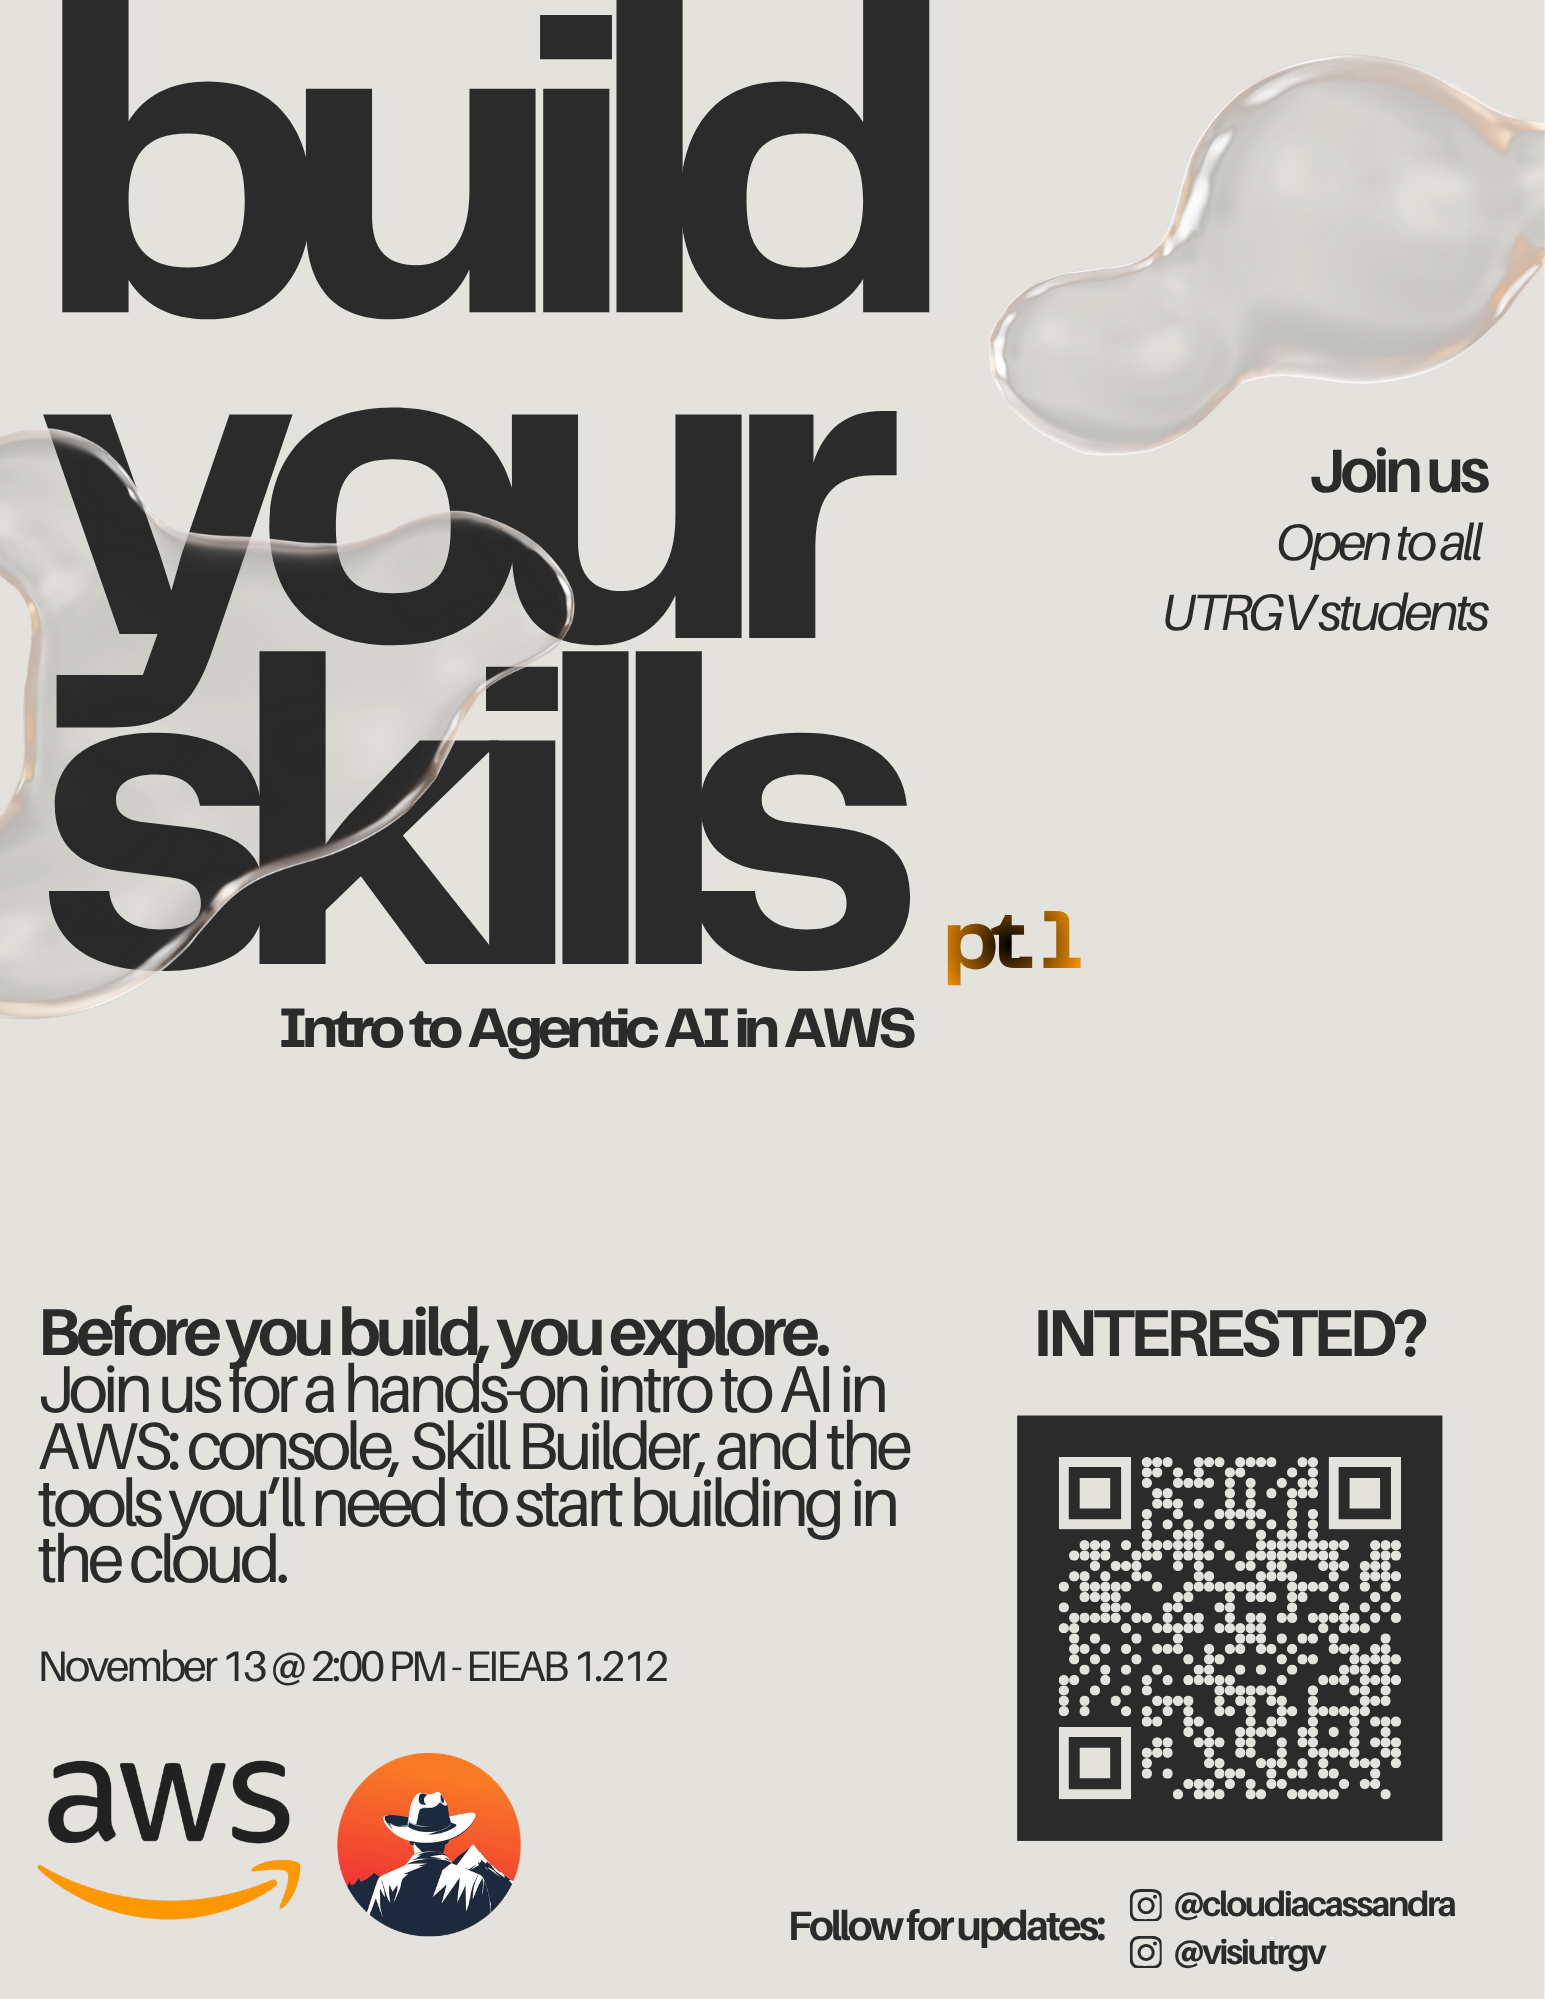 build
your
skills
pt 1
Intro to Agentic AI in AWS
Join us
Open to all
UTRGV students
Before you build, you explore.
Join us for a hands-on intro to AI in
AWS: console, Skill Builder, and the
tools you’ll need to start building in
the cloud.
November 13 @ 2:00 PM - EIEAB 1.212
INTERESTED?
aws
Follow for updates:
@cloudiacassandra
@visiutrgv